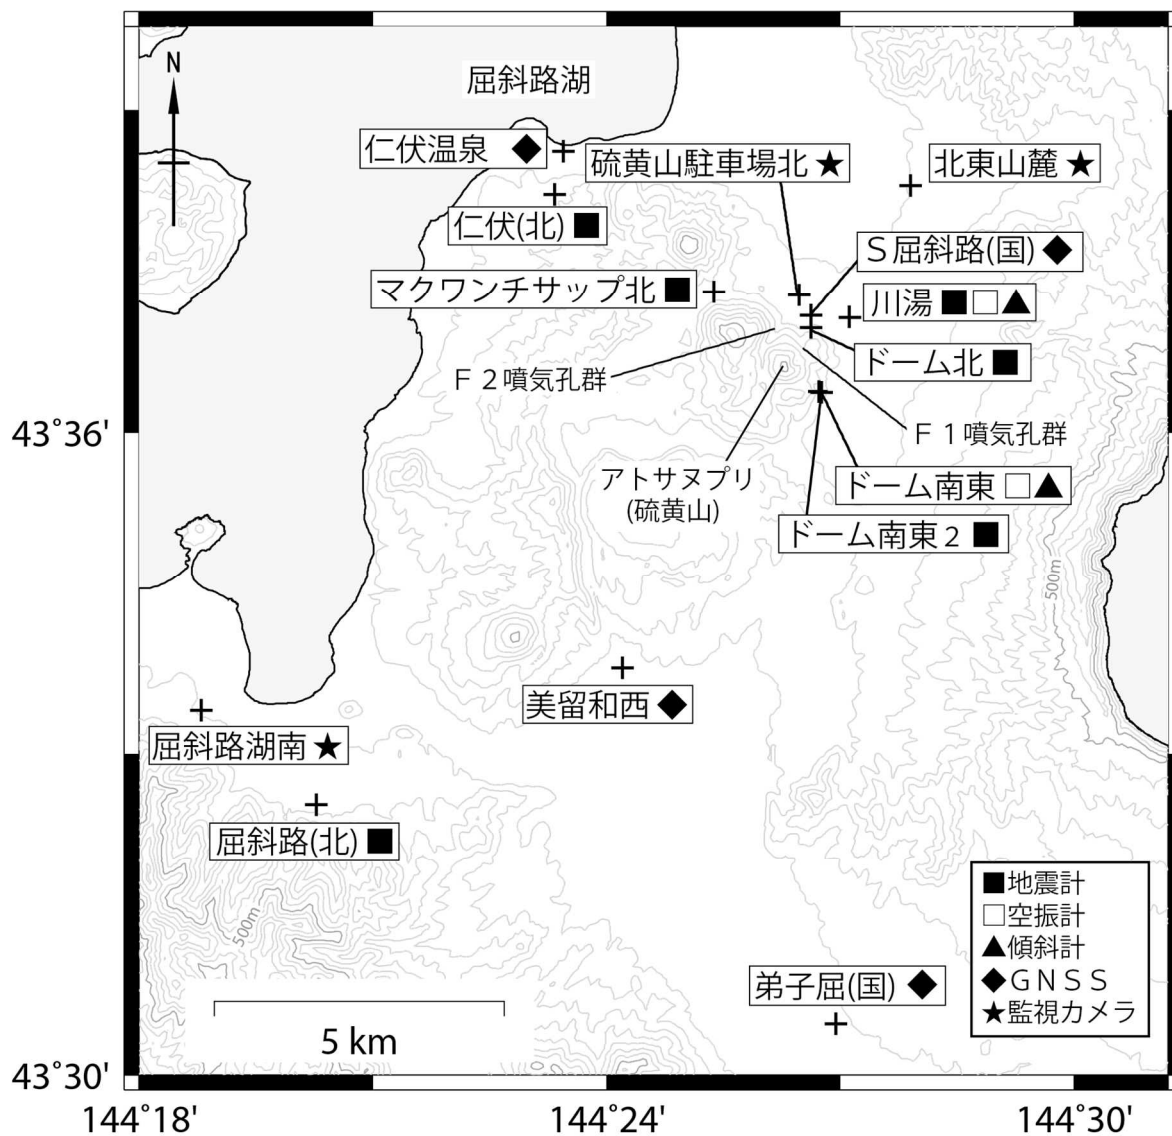 N
屈斜路湖
仁伏温泉 ◆
硫黄山駐車場北 ★
北東山麓 ★
仁伏(北) ■
S屈斜路(国) ◆
マクワンチサップ北 ■
川湯 ■□▲
ドーム北 ■
F2噴気孔群
F1噴気孔群
43°36'
アトサヌプリ
(硫黄山)
ドーム南東 □▲
ドーム南東2 ■
500m
美留和西 ◆
屈斜路湖南 ★
屈斜路(北) ■
500m
■地震計
□空振計
▲傾斜計
◆GNSS
★監視カメラ
弟子屈(国) ◆
5 km
43°30'
144°18'
144°24'
144°30'